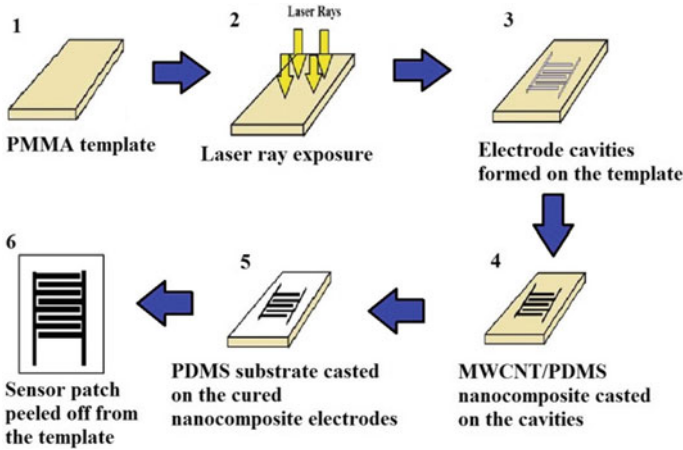 1
PMMA template
2
Laser Rays
Laser ray exposure
3
Electrode cavities
formed on the template
4
MWCNT/PDMS
nanocomposite casted
on the cavities
5
PDMS substrate casted
on the cured
nanocomposite electrodes
6
Sensor patch
peeled off from
the template